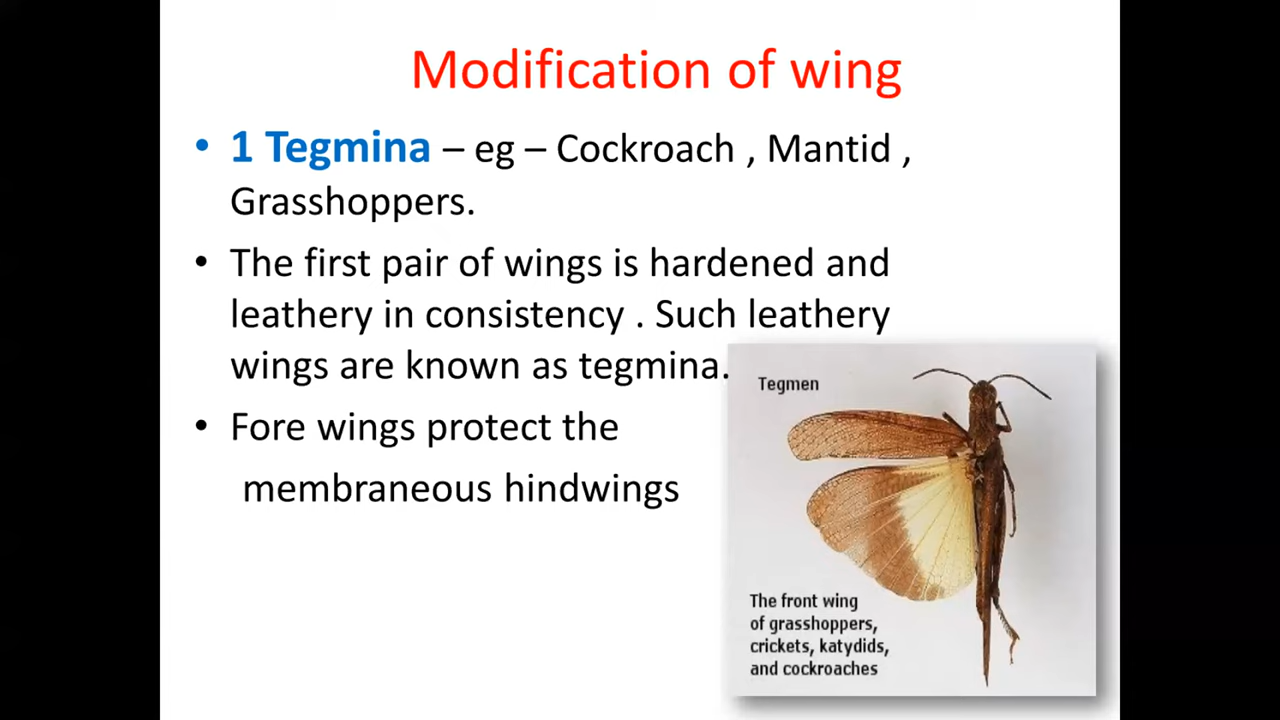 Modification of wing
• 1 Tegmina – eg – Cockroach , Mantid ,
Grasshoppers.
• The first pair of wings is hardened and
leathery in consistency . Such leathery
wings are known as tegmina.
• Fore wings protect the
membraneous hindwings
Tegmen
The front wing
of grasshoppers,
crickets, katydids,
and cockroaches